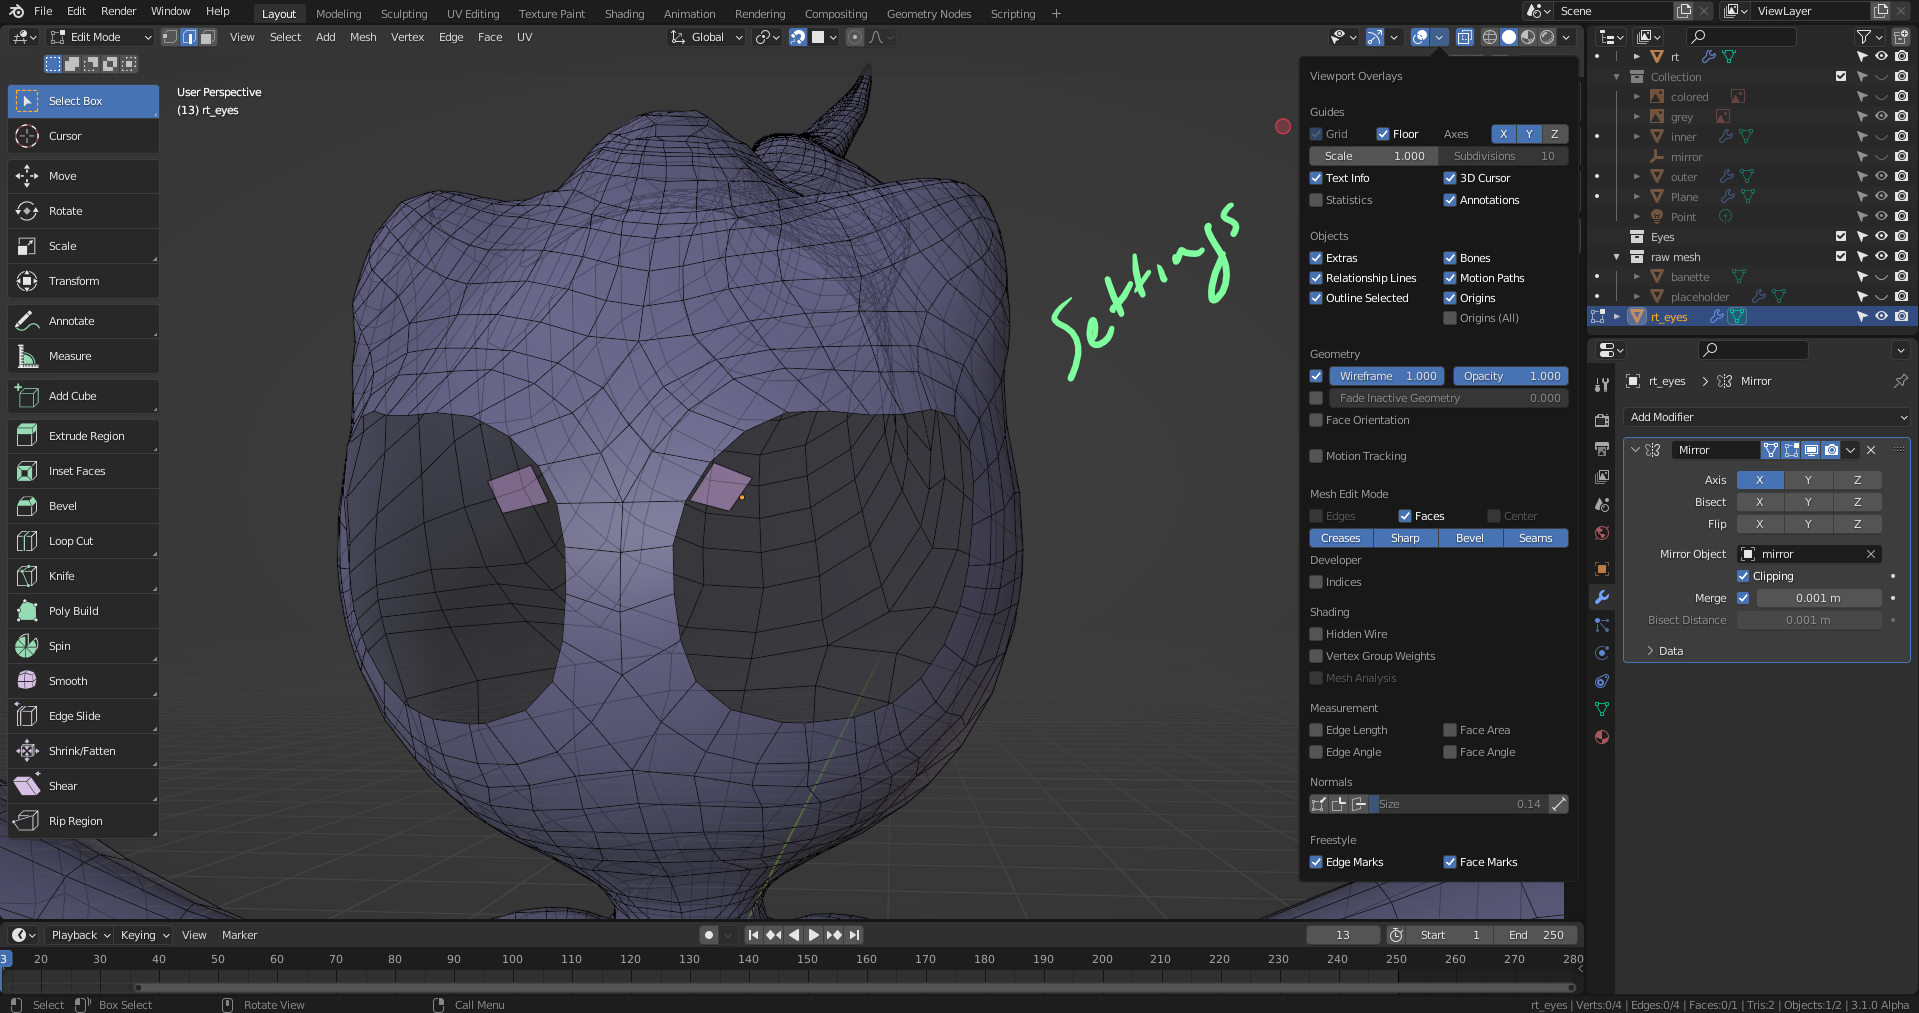 File Edit Render Window Help Layout Modeling Sculpting UV Editing Texture Paint Shading Animation Rendering Compositing Geometry Nodes Scripting + Scene ViewLayer
Edit Mode View Select Add Mesh Vertex Edge Face UV Global
Select Box
Cursor
Move
Rotate
Scale
Transform
Annotate
Measure
Add Cube
Extrude Region
Inset Faces
Bevel
Loop Cut
Knife
Poly Build
Spin
Smooth
Edge Slide
Shrink/Fatten
Shear
Rip Region
User Perspective
(13) rt_eyes
Settings
Viewport Overlays
Guides
Grid Floor Axes X Y Z
Scale 1.000 Subdivisions 10
Text Info 3D Cursor
Statistics Annotations
Objects
Extras Bones
Relationship Lines Motion Paths
Outline Selected Origins
Origins (All)
Geometry
Wireframe 1.000 Opacity 1.000
Fade Inactive Geometry 0.000
Face Orientation
Motion Tracking
Mesh Edit Mode
Edges Faces Center
Creases Sharp Bevel Seams
Developer
Indices
Shading
Hidden Wire
Vertex Group Weights
Mesh Analysis
Measurement
Edge Length Face Area
Edge Angle Face Angle
Normals
Size 0.14
Freestyle
Edge Marks Face Marks
rt
Collection
colored
grey
inner
mirror
outer
Plane
Point
Eyes
raw mesh
banette
placeholder
rt_eyes
rt_eyes > Mirror
Add Modifier
Mirror
Axis X Y Z
Bisect X Y Z
Flip X Y Z
Mirror Object mirror
Clipping
Merge 0.001 m
Bisect Distance 0.001 m
Data
Playback Keying View Marker 13 Start 1 End 250
3 20 30 40 50 60 70 80 90 100 110 120 130 140 150 160 170 180 190 200 210 220 230 240 250 260 270 280
Select Box Select Rotate View Call Menu rt_eyes | Verts:0/4 | Edges:0/4 | Faces:0/1 | Tris:2 | Objects:1/2 | 3.1.0 Alpha